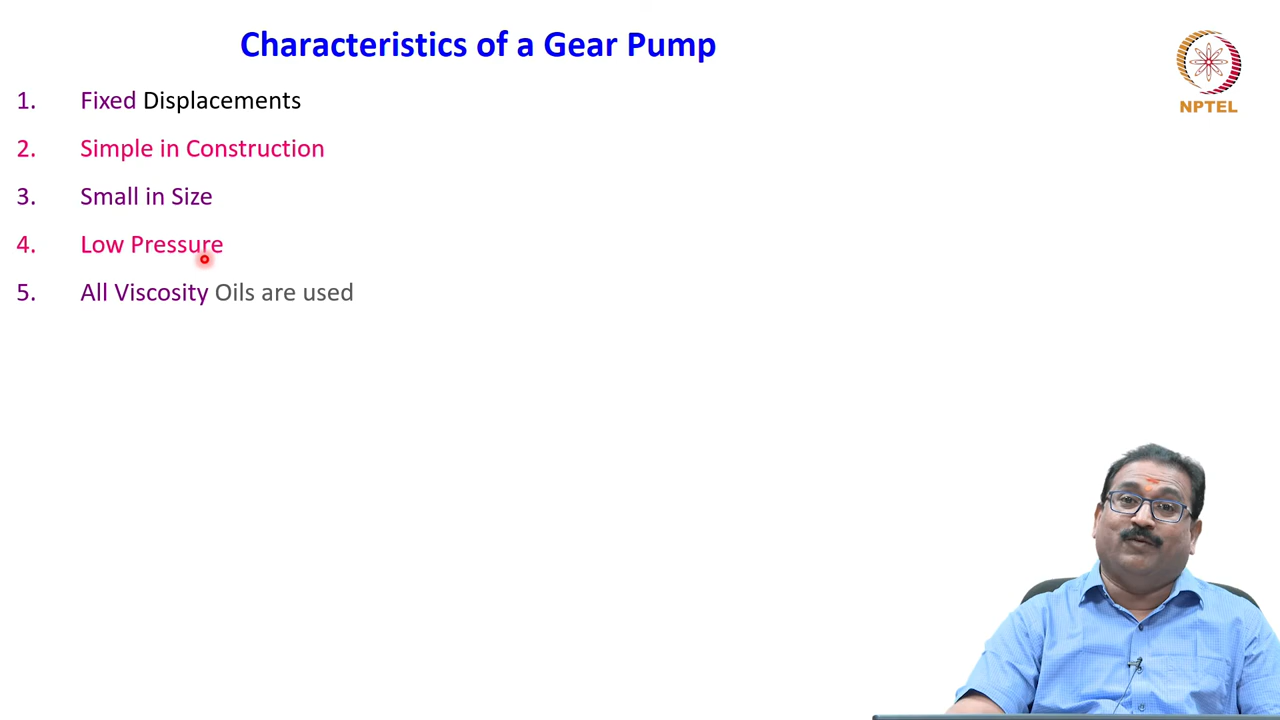 Characteristics of a Gear Pump
NPTEL
1. Fixed Displacements
2. Simple in Construction
3. Small in Size
4. Low Pressure
5. All Viscosity Oils are used